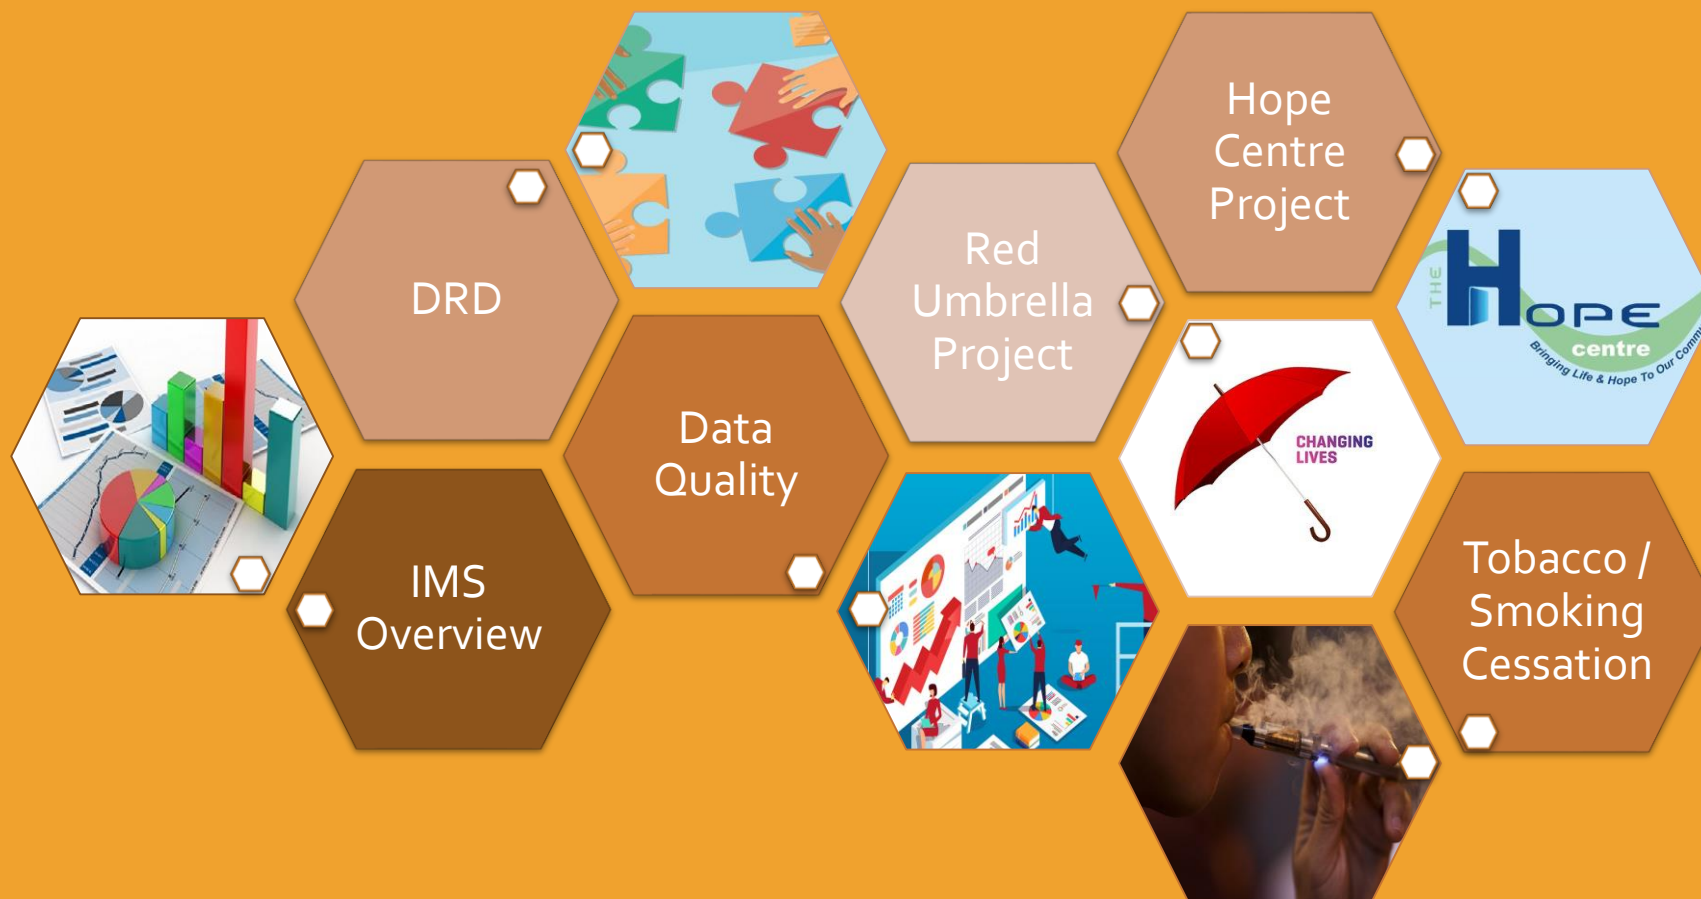 DRD
IMS
Overview
Data
Quality
Red
Umbrella
Project
Hope
Centre
Project
THE
HOPE
centre
Bringing Life & Hope To Our
CHANGING
LIVES
Tobacco /
Smoking
Cessation